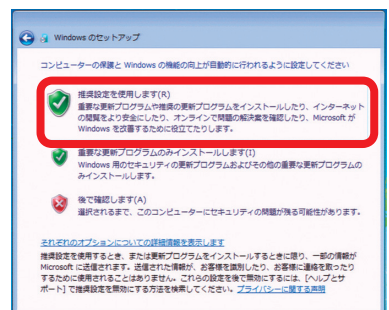 Windows のセットアップ
コンピューターの保護と Windows の機能の向上が自動的に行われるように設定してください
推奨設定を使用します(R)
重要な更新プログラムや推奨の更新プログラムをインストールしたり、インターネット
の閲覧をより安全にしたり、オンラインで問題の解決策を確認したり、Microsoft が
Windows を改善するために役立てたりします。
重要な更新プログラムのみインストールします(I)
Windows 用のセキュリティの更新プログラムおよびその他の重要な更新プログラムの
みインストールします。
後で確認します(A)
選択されるまで、このコンピューターにセキュリティの問題が残る可能性があります。
それぞれのオプションについての詳細情報を表示します
推奨設定を使用するとき、または更新プログラムをインストールするときに限り、一部の情報が
Microsoft に送信されます。送信された情報が、お客様を識別したり、お客様に連絡を取ったり
するために使用されることはありません。これらの設定を後で無効にするには、[ヘルプとサ
ポート] で推奨設定を無効にする方法を検索してください。プライバシーに関する声明